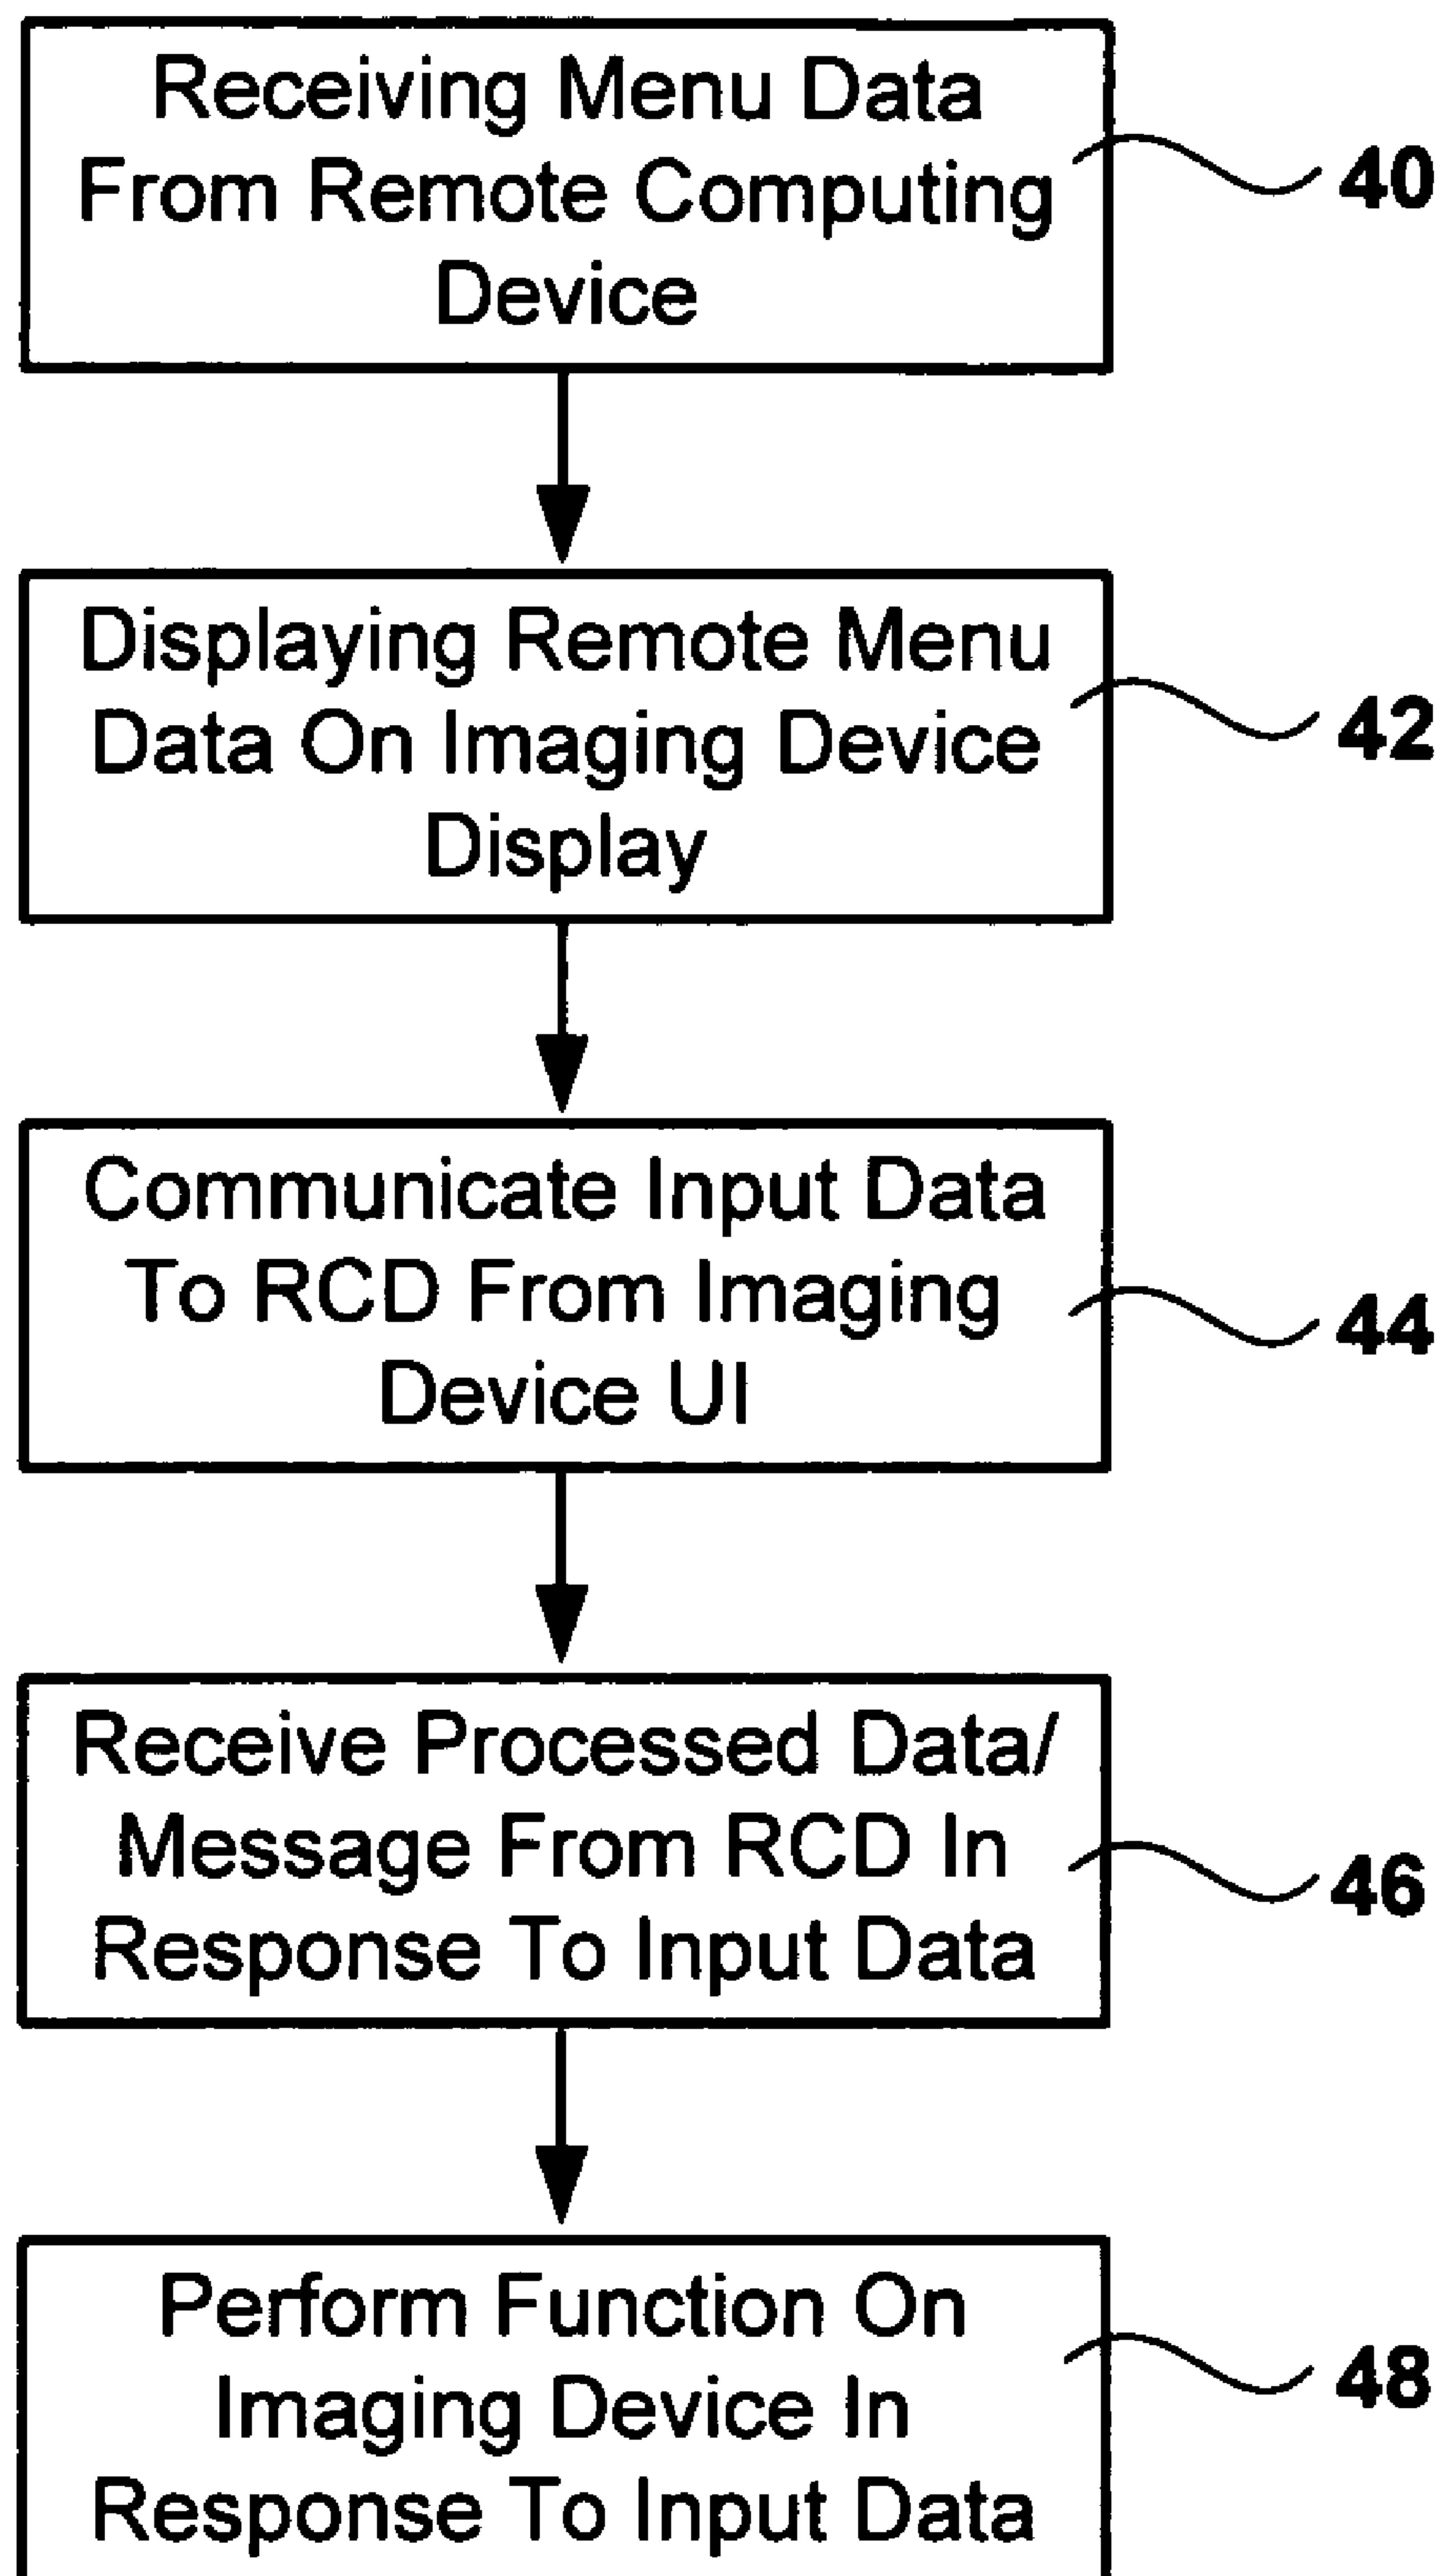 Receiving Menu Data
From Remote Computing
Device
40
Displaying Remote Menu
Data On Imaging Device
Display
42
Communicate Input Data
To RCD From Imaging
Device UI
44
Receive Processed Data/
Message From RCD In
Response To Input Data
46
Perform Function On
Imaging Device In
Response To Input Data
48